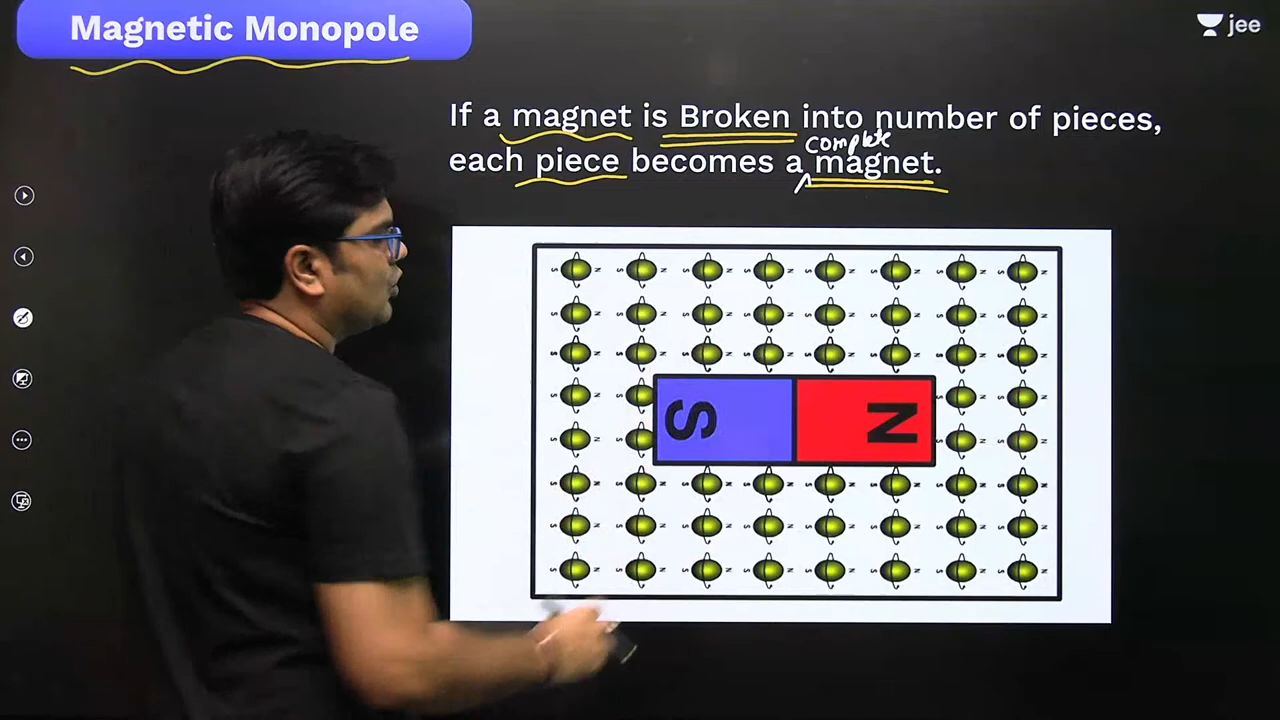 Magnetic Monopole
jee
If a magnet is Broken into number of pieces,
complete
each piece becomes a magnet.
S N